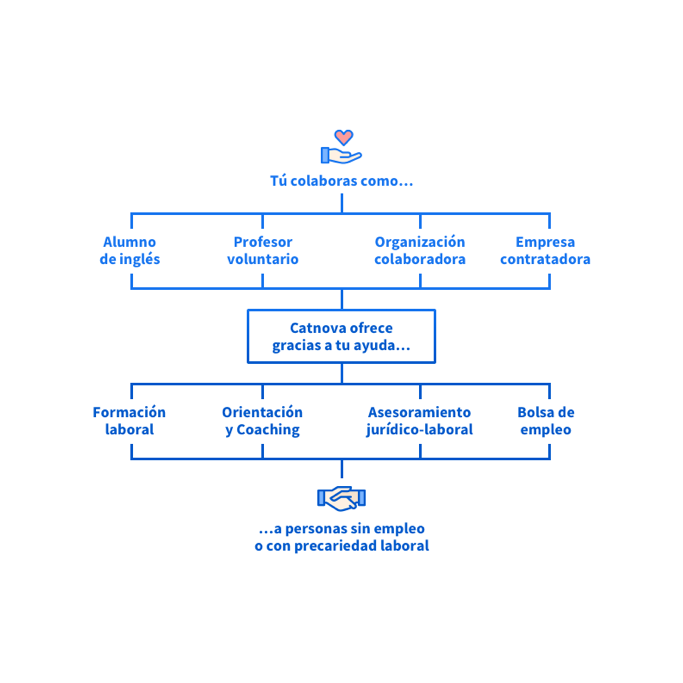 Tú colaboras como...
Alumno
de inglés
Profesor
voluntario
Organización
colaboradora
Empresa
contratadora
Catnova ofrece
gracias a tu ayuda...
Formación
laboral
Orientación
y Coaching
Asesoramiento
jurídico-laboral
Bolsa de
empleo
...a personas sin empleo
o con precariedad laboral